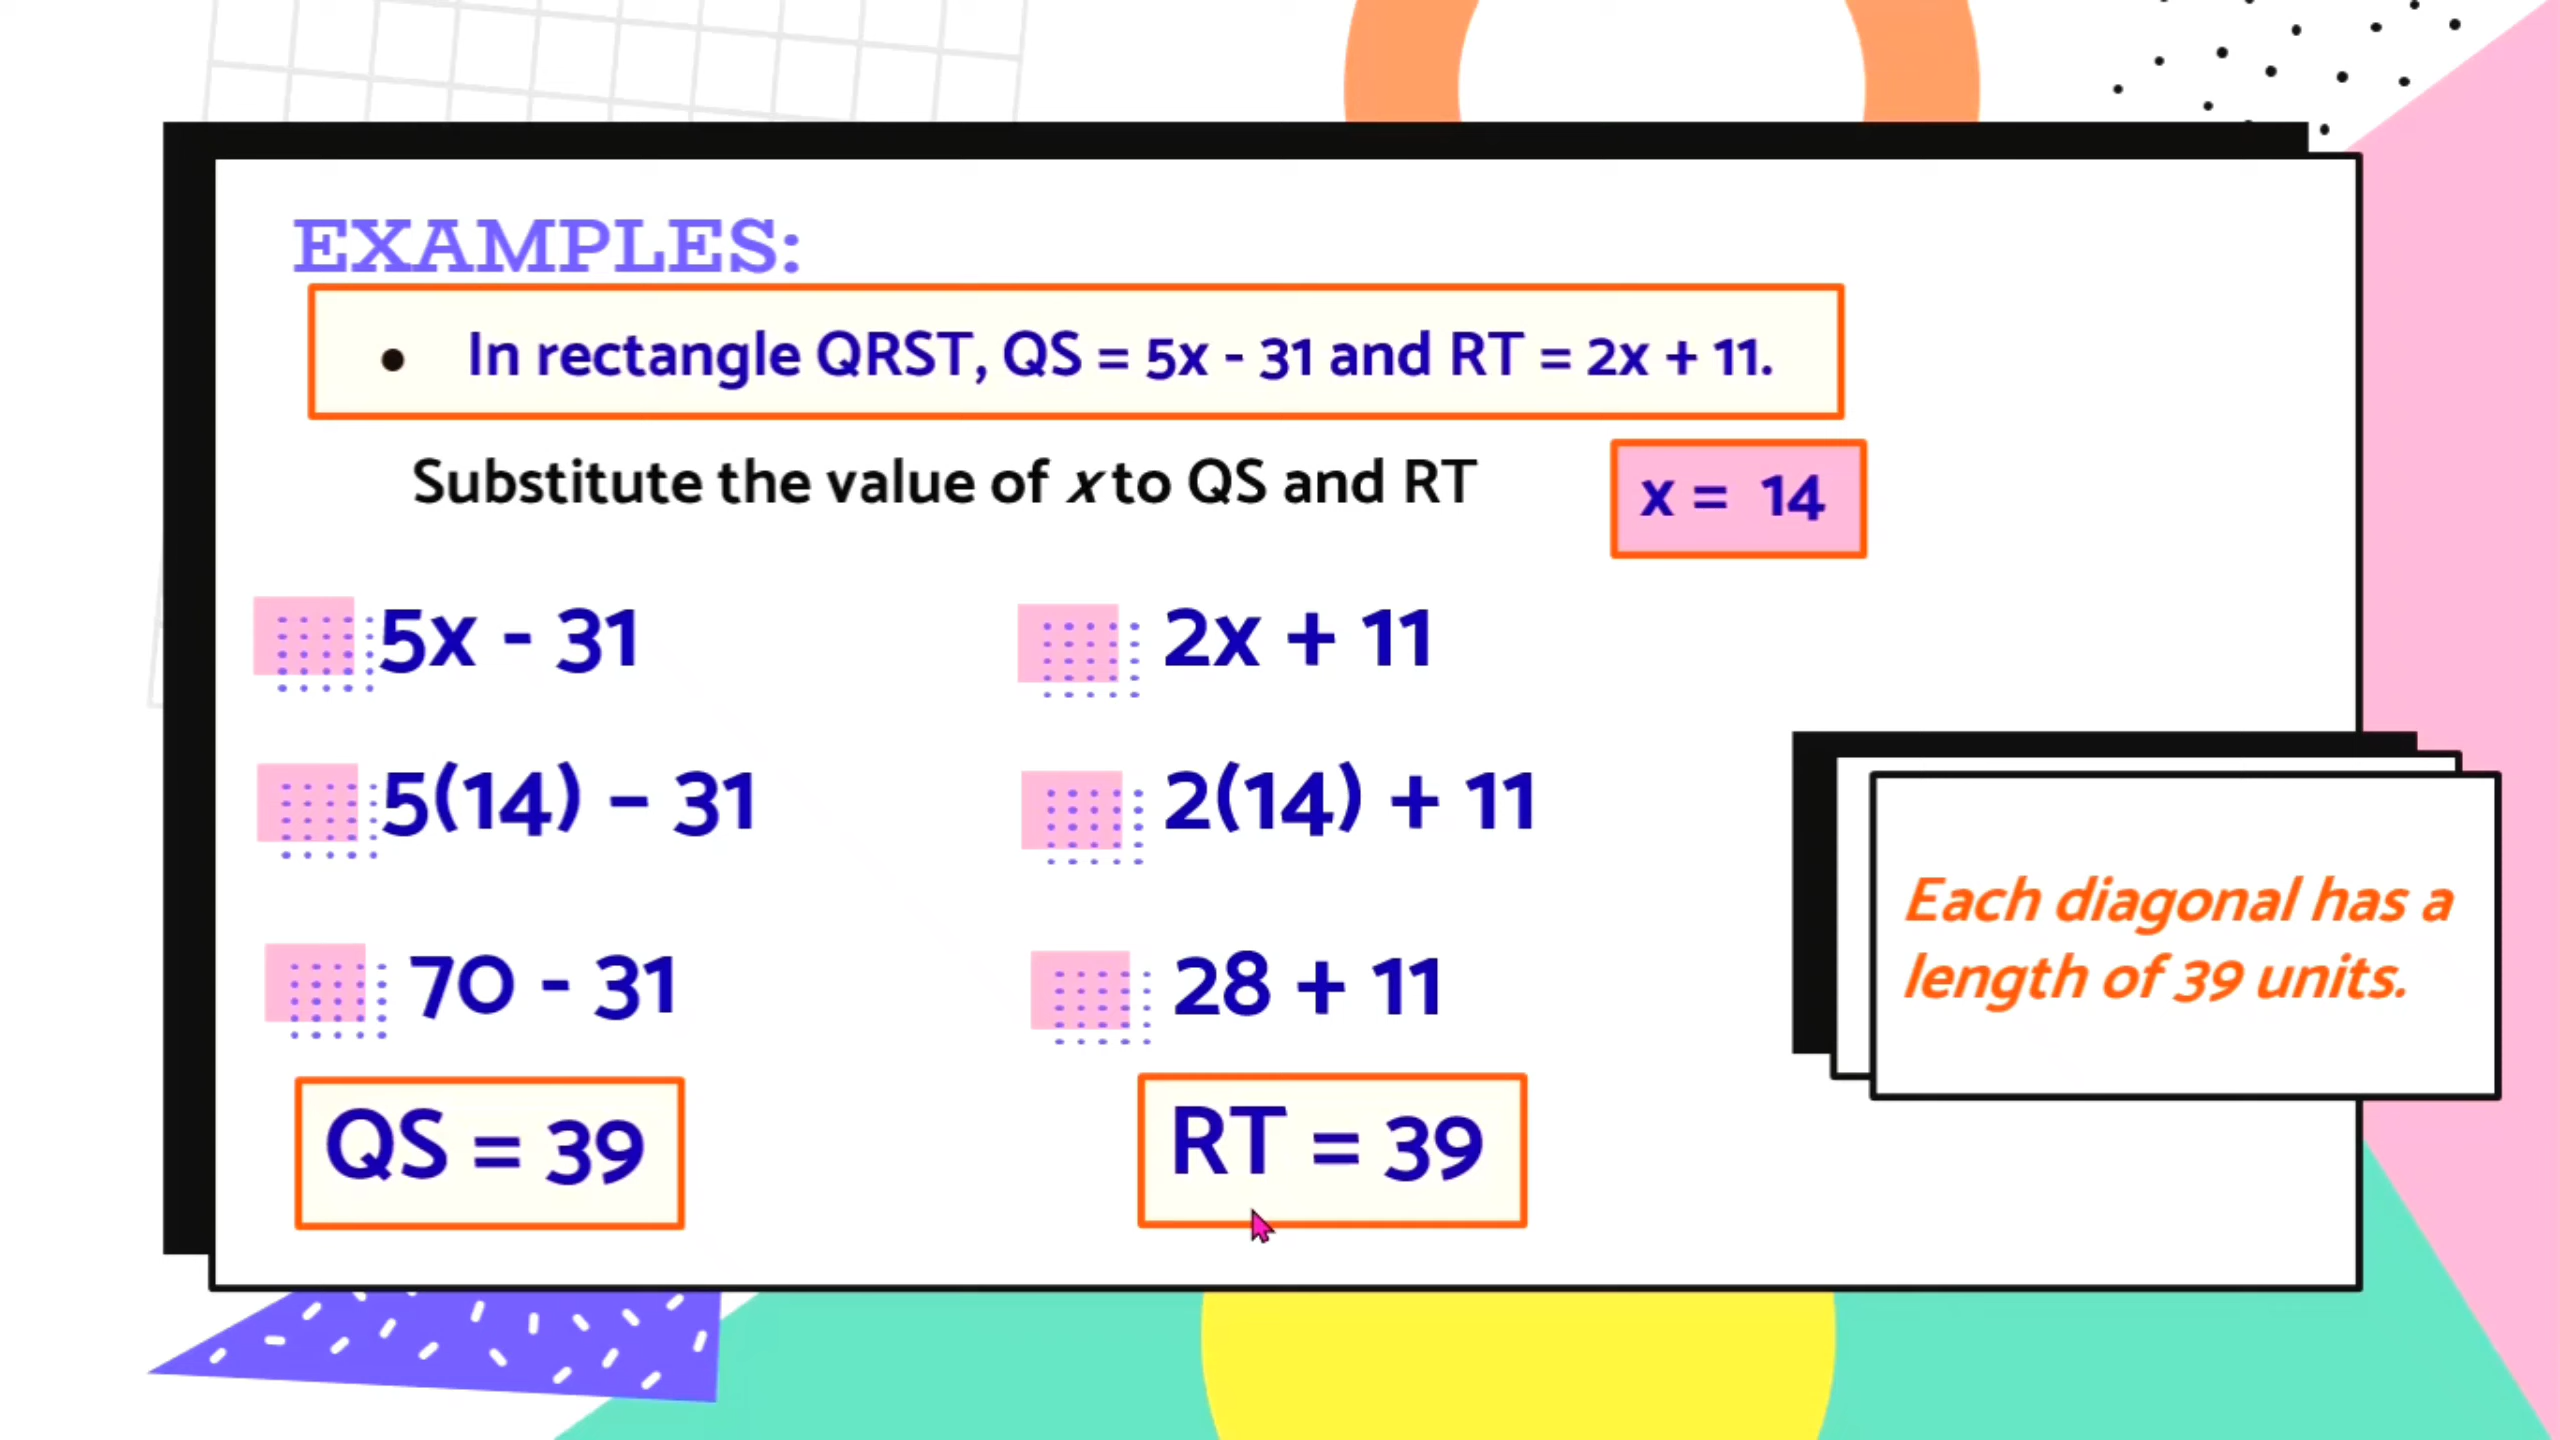 EXAMPLES:
• In rectangle QRST, QS = 5x - 31 and RT = 2x + 11.
Substitute the value of x to QS and RT
x = 14
5x - 31
2x + 11
5(14) – 31
2(14) + 11
70 - 31
28 + 11
QS = 39
RT = 39
Each diagonal has a
length of 39 units.